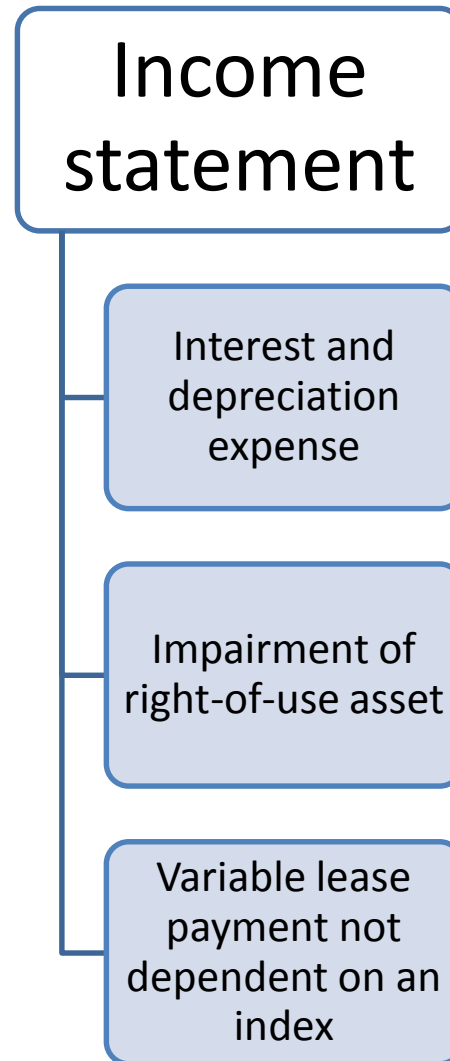 Income
statement
Interest and
depreciation
expense
Impairment of
right-of-use asset
Variable lease
payment not
dependent on an
index